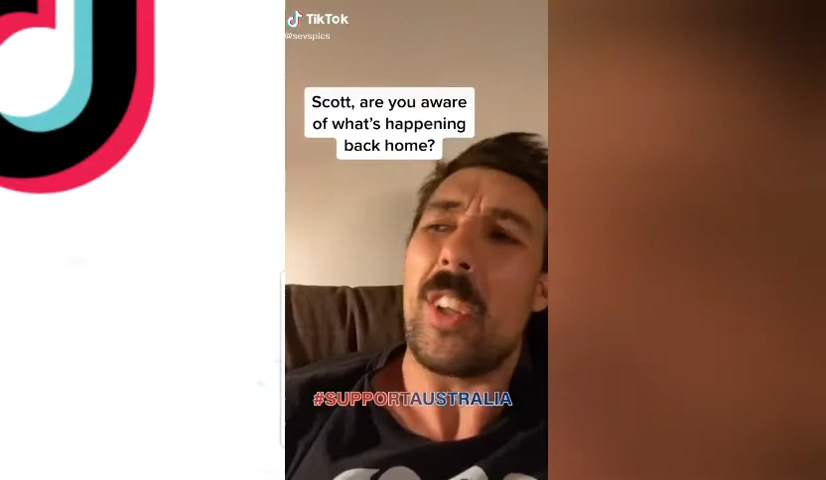 TikTok
@sevspics
Scott, are you aware
of what's happening
back home?
#SUPPORTAUSTRALIA